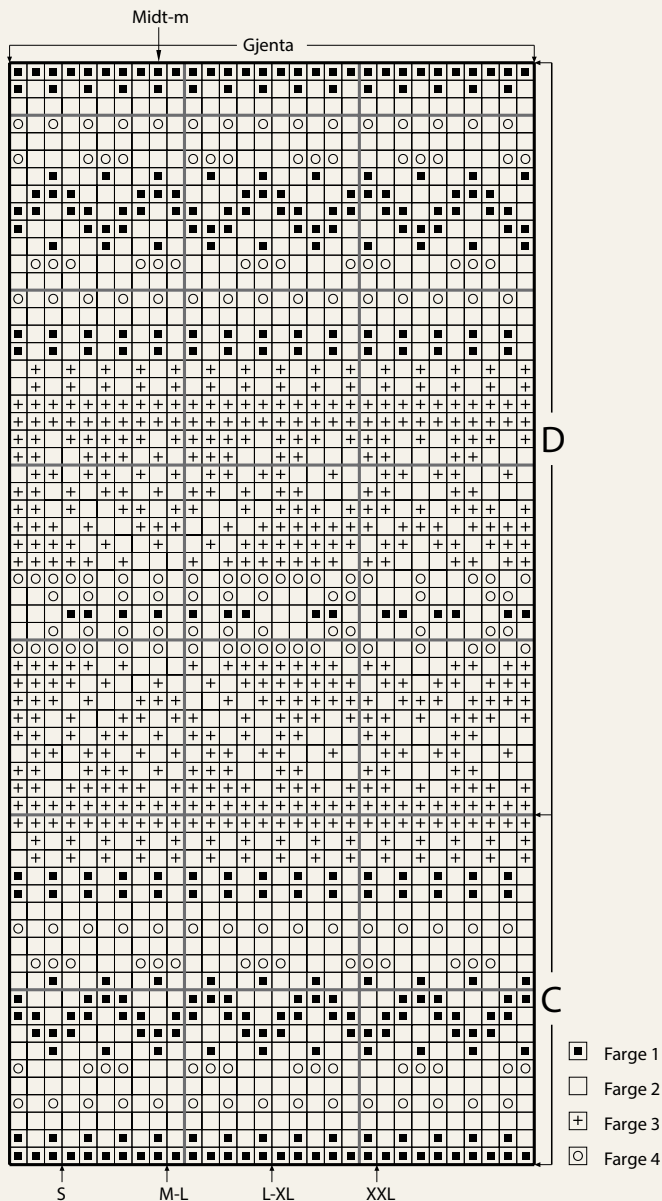 Midt-m
Gjenta
D
C
Farge 1
Farge 2
Farge 3
Farge 4
S M-L L-XL XXL